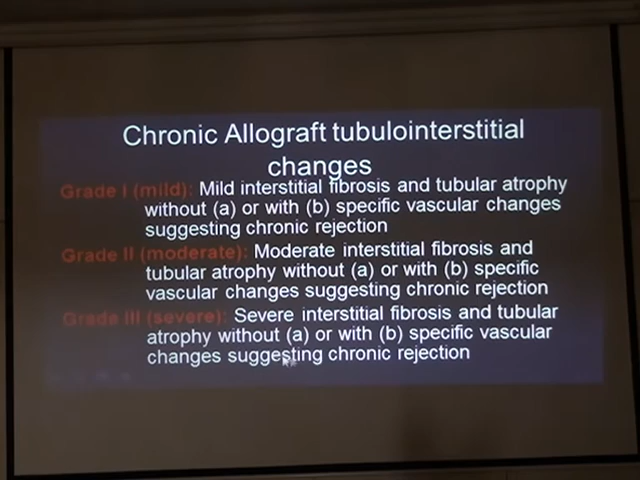 Chronic Allograft tubulointerstitial
changes
Grade I (mild): Mild interstitial fibrosis and tubular atrophy
without (a) or with (b) specific vascular changes
suggesting chronic rejection
Grade II (moderate): Moderate interstitial fibrosis and
tubular atrophy without (a) or with (b) specific
vascular changes suggesting chronic rejection
Grade III (severe): Severe interstitial fibrosis and tubular
atrophy without (a) or with (b) specific vascular
changes suggesting chronic rejection